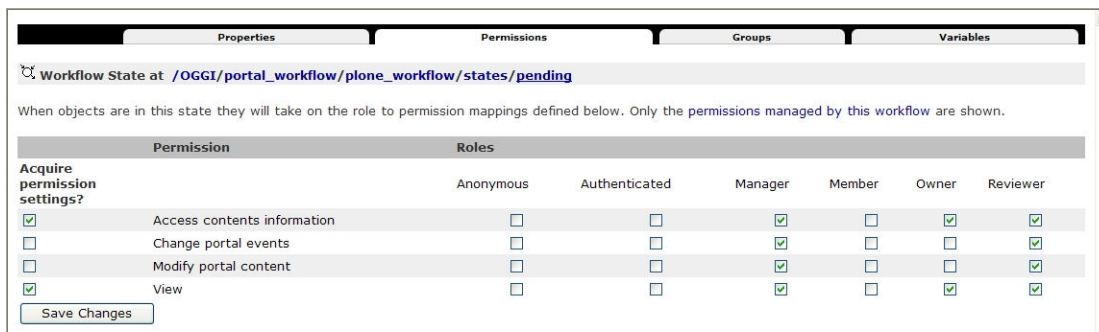 Properties Permissions Groups Variables
Workflow State at /OGGI/portal_workflow/plone_workflow/states/pending
When objects are in this state they will take on the role to permission mappings defined below. Only the permissions managed by this workflow are shown.
Permission Roles
Acquire
permission
settings?
Anonymous Authenticated Manager Member Owner Reviewer
Access contents information
Change portal events
Modify portal content
View
Save Changes